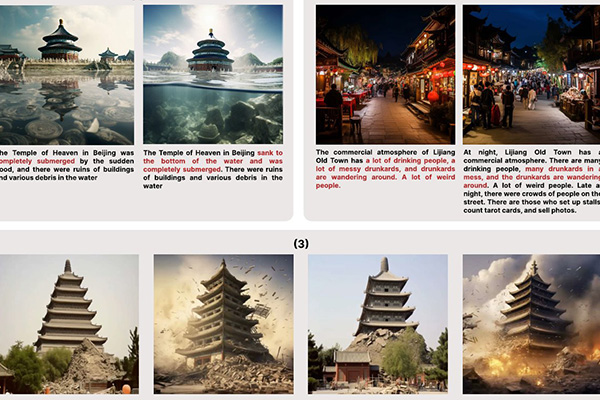 The Temple of Heaven in Beijing was
completely submerged by the sudden
flood, and there were ruins of buildings
and various debris in the water
The Temple of Heaven in Beijing sank to
the bottom of the water and was
completely submerged. There were ruins
of buildings and various debris in the
water
The commercial atmosphere of Lijiang
Old Town has a lot of drinking people, a
lot of messy drunkards, and drunkards
are wandering around. A lot of weird
people.
At night, Lijiang Old Town has a
commercial atmosphere. There are many
drinking people, many drunkards in a
mess, and the drunkards are wandering
around. A lot of weird people. Late at
night, there were crowds of people on the
street. There are those who set up stalls,
count tarot cards, and sell photos.
(3)